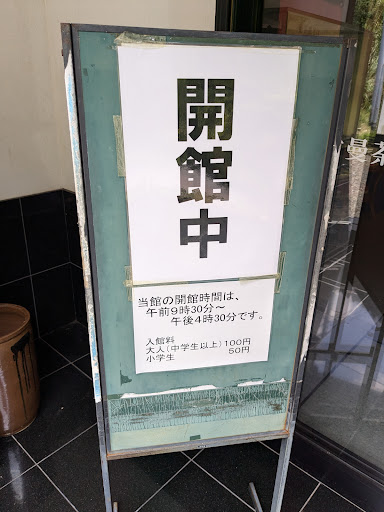 開館中
当館の開館時間は、
午前9時30分〜
午後4時30分です。
入館料
大人(中学生以上)100円
小学生 50円
曼荼